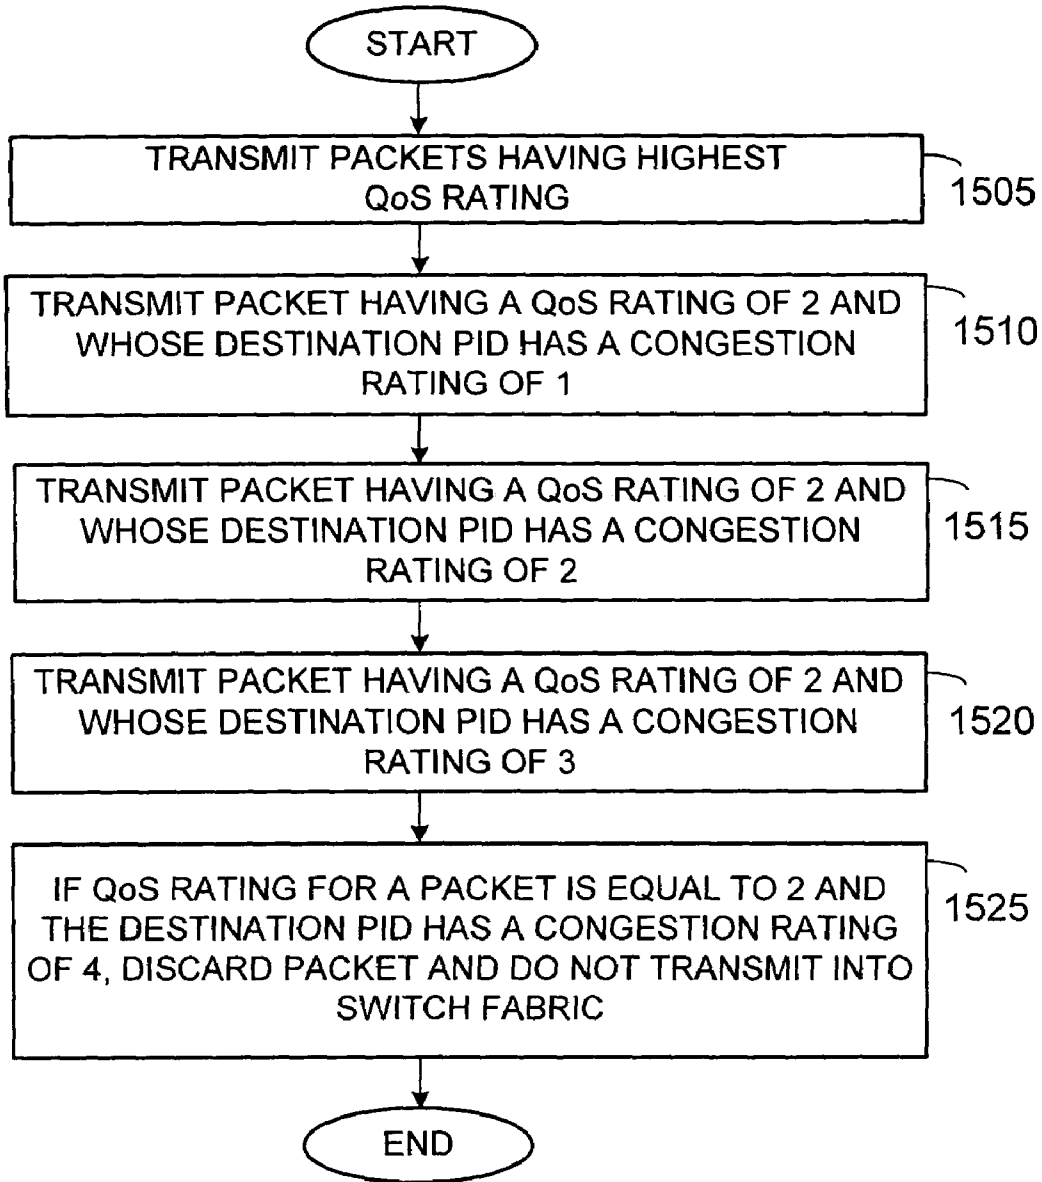 START
TRANSMIT PACKETS HAVING HIGHEST
QoS RATING
1505
TRANSMIT PACKET HAVING A QoS RATING OF 2 AND
WHOSE DESTINATION PID HAS A CONGESTION
RATING OF 1
1510
TRANSMIT PACKET HAVING A QoS RATING OF 2 AND
WHOSE DESTINATION PID HAS A CONGESTION
RATING OF 2
1515
TRANSMIT PACKET HAVING A QoS RATING OF 2 AND
WHOSE DESTINATION PID HAS A CONGESTION
RATING OF 3
1520
IF QoS RATING FOR A PACKET IS EQUAL TO 2 AND
THE DESTINATION PID HAS A CONGESTION RATING
OF 4, DISCARD PACKET AND DO NOT TRANSMIT INTO
SWITCH FABRIC
1525
END